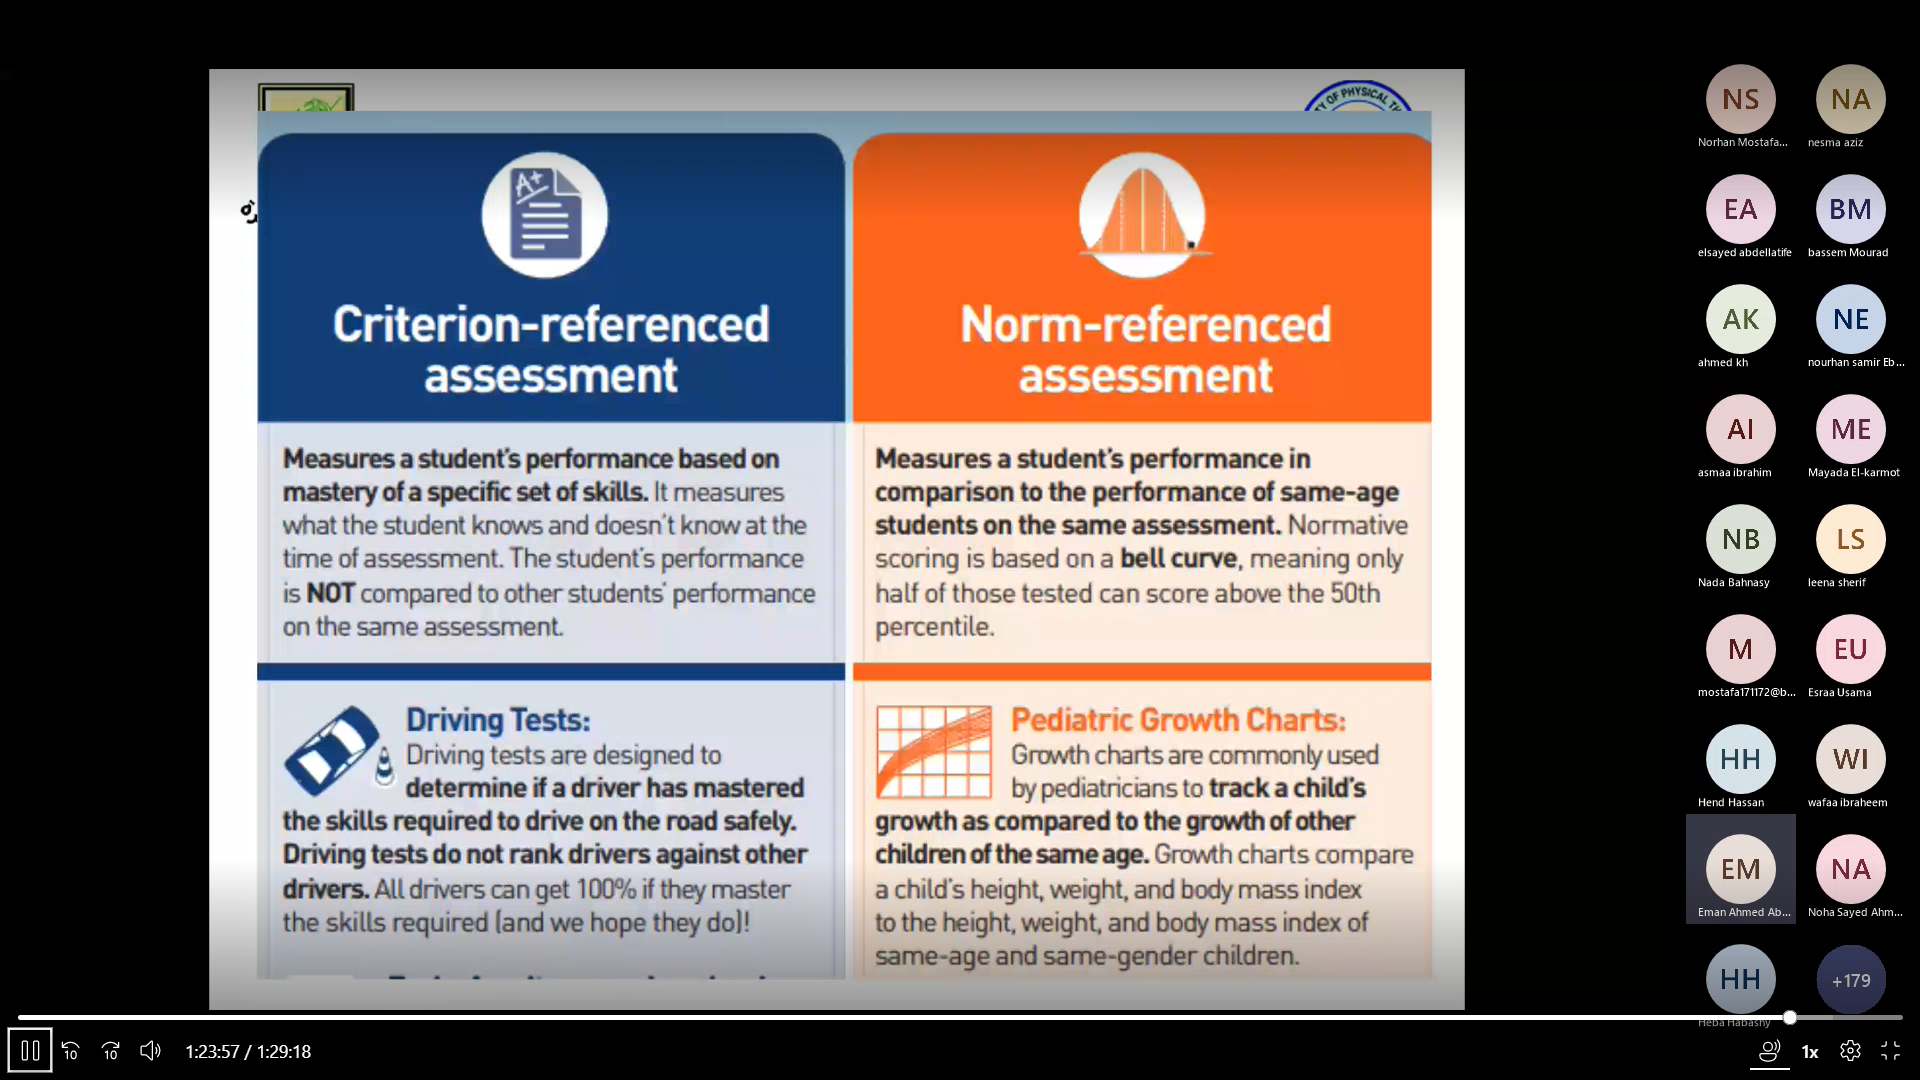 OF PHYSICAL TH
A+
Criterion-referenced
assessment
Measures a student's performance based on
mastery of a specific set of skills. It measures
what the student knows and doesn't know at the
time of assessment. The student's performance
is NOT compared to other students' performance
on the same assessment.
Driving Tests:
Driving tests are designed to
determine if a driver has mastered
the skills required to drive on the road safely.
Driving tests do not rank drivers against other
drivers. All drivers can get 100% if they master
the skills required (and we hope they do)!
Norm-referenced
assessment
Measures a student's performance in
comparison to the performance of same-age
students on the same assessment. Normative
scoring is based on a bell curve, meaning only
half of those tested can score above the 50th
percentile.
Pediatric Growth Charts:
Growth charts are commonly used
by pediatricians to track a child's
growth as compared to the growth of other
children of the same age. Growth charts compare
a child's height, weight, and body mass index
to the height, weight, and body mass index of
same-age and same-gender children.
NS NA
Norhan Mostafa... nesma aziz
EA BM
elsayed abdellatife bassem Mourad
AK NE
ahmed kh nourhan samir Eb...
AI ME
asmaa ibrahim Mayada El-karmot
NB LS
Nada Bahnasy leena sherif
M EU
mostafa171172@b... Esraa Usama
HH WI
Hend Hassan wafaa ibraheem
EM NA
Eman Ahmed Ab... Noha Sayed Ahm...
HH +179
Heba Habashy
10 10 1:23:57 / 1:29:18 1x